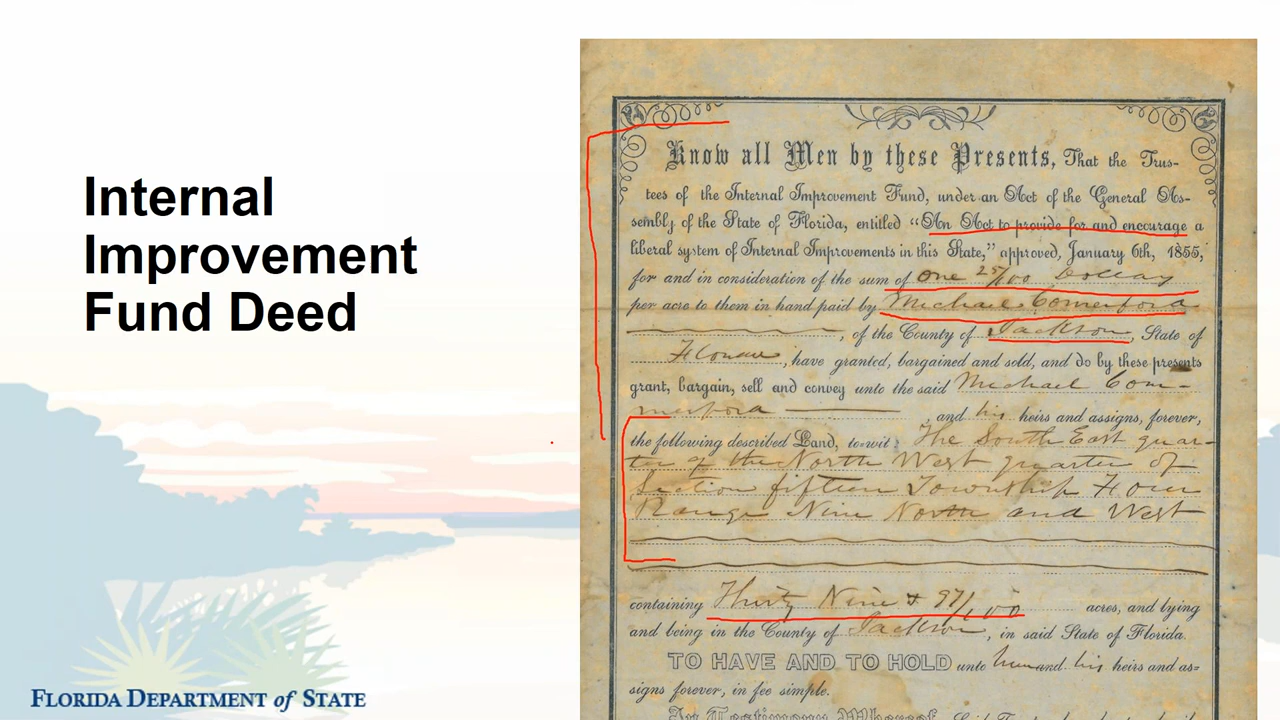 Internal
Improvement
Fund Deed
FLORIDA DEPARTMENT of STATE
Know all Men by these Presents, That the Trus-
tees of the Internal Improvement Fund, under an Act of the General As-
sembly of the State of Florida, entitled “An Act to provide for and encourage a
liberal system of Internal Improvements in this State,” approved, January 6th, 1855,
for and in consideration of the sum of One 25/100 Dollars
per acre to them in hand paid by Michael Comerford
, of the County of Jackson, State of
Florida, have granted, bargained and sold, and do by these presents
grant, bargain, sell and convey unto the said Michael Com-
merford , and his heirs and assigns, forever,
the following described Land, to-wit: The South East quar-
ter of the North West quarter of
Section fifteen Township Four
Range Nine North and West
containing Thirty Nine & 97/100 acres, and lying
and being in the County of Jackson, in said State of Florida.
TO HAVE AND TO HOLD unto him and his heirs and as-
signs forever, in fee simple.
In Testimony Whereof,